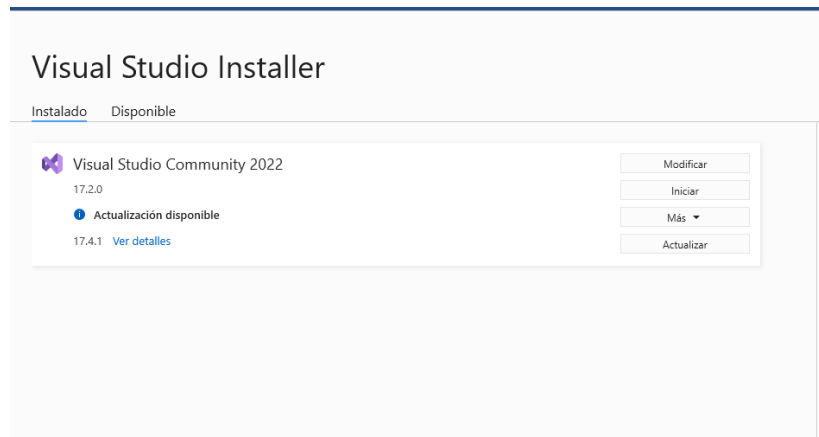 Visual Studio Installer
Instalado Disponible
Visual Studio Community 2022
Modificar
17.2.0
Iniciar
Actualización disponible
Más
17.4.1 Ver detalles
Actualizar